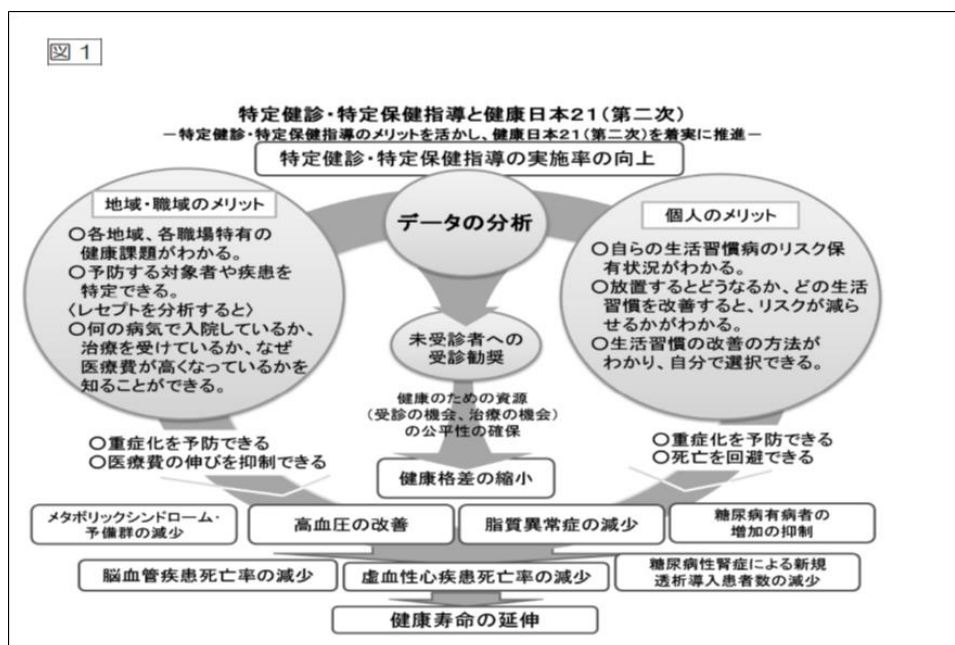 図1
特定健診・特定保健指導と健康日本21(第二次)
ー特定健診・特定保健指導のメリットを活かし、健康日本21(第二次)を着実に推進ー
特定健診・特定保健指導の実施率の向上
地域・職域のメリット
〇各地域、各職場特有の
健康課題がわかる。
〇予防する対象者や疾患を
特定できる。
〈レセプトを分析すると〉
〇何の病気で入院しているか、
治療を受けているか、なぜ
医療費が高くなっているかを
知ることができる。
〇重症化を予防できる
〇医療費の伸びを抑制できる
データの分析
未受診者への
受診勧奨
健康のための資源
(受診の機会、治療の機会)
の公平性の確保
健康格差の縮小
個人のメリット
〇自らの生活習慣病のリスク保
有状況がわかる。
〇放置するとどうなるか、どの生活
習慣を改善すると、リスクが減ら
せるかがわかる。
〇生活習慣の改善の方法が
わかり、自分で選択できる。
〇重症化を予防できる
〇死亡を回避できる
メタボリックシンドローム・
予備群の減少
高血圧の改善
脂質異常症の減少
糖尿病有病者の
増加の抑制
脳血管疾患死亡率の減少
虚血性心疾患死亡率の減少
糖尿病性腎症による新規
透析導入患者数の減少
健康寿命の延伸